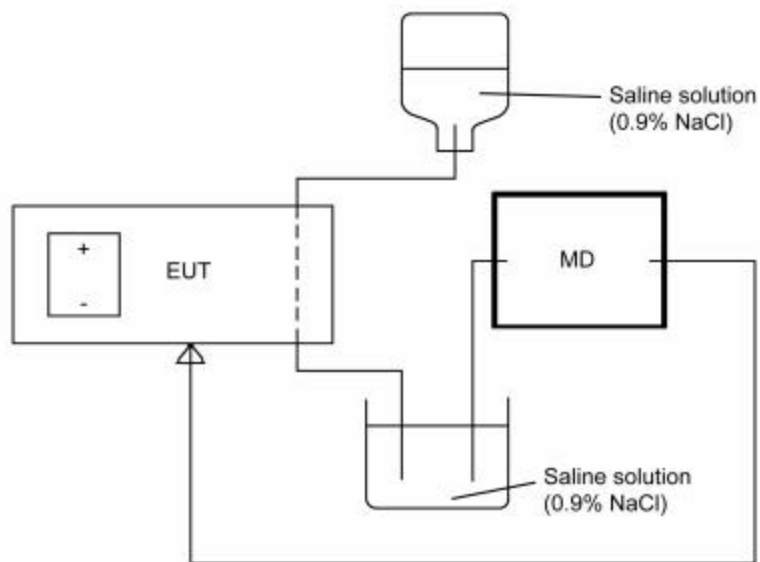 Saline solution
(0.9% NaCl)
+
EUT
-
MD
Saline solution
(0.9% NaCl)